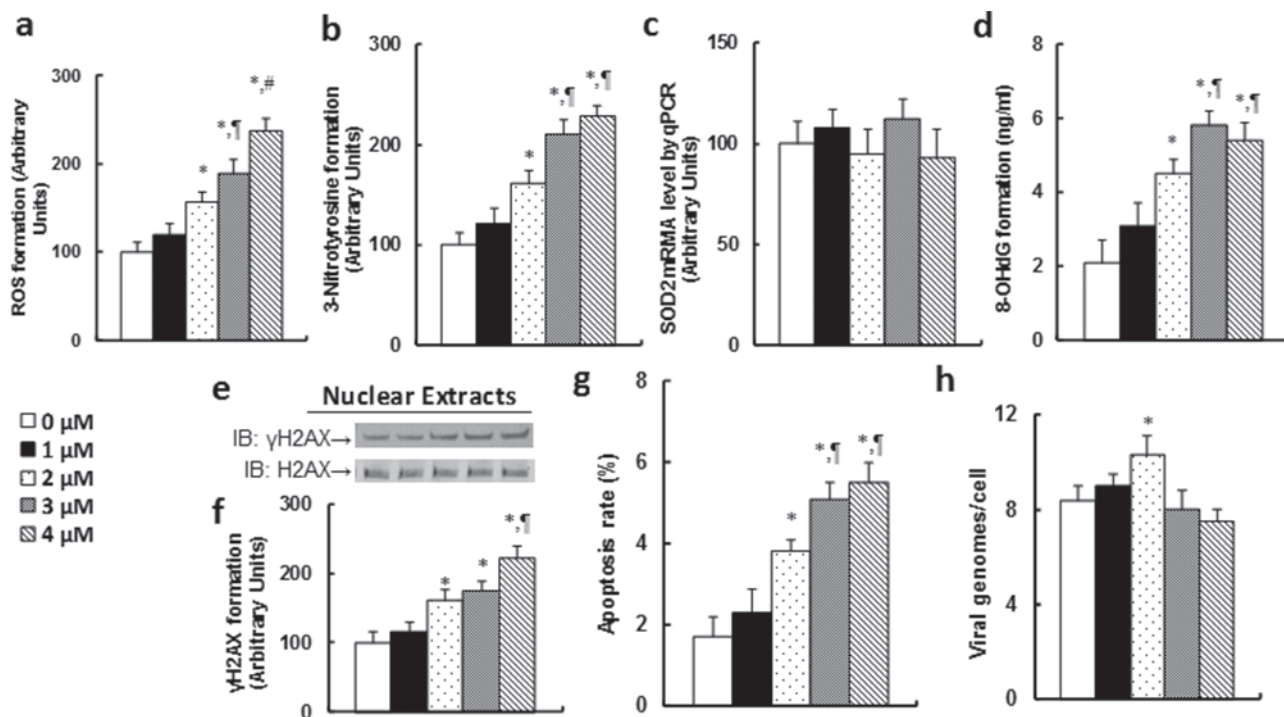 a
ROS formation (Arbitrary
Units)
300
200
100
0
*
*,¶
*,#
b
3-Nitrotyrosine formation
(Arbitrary Units)
300
200
100
0
*
*,¶
*,¶
c
SOD2mRMA level by qPCR
(Arbitrary Units)
150
100
50
0
d
8-OHdG formation (ng/ml)
8
6
4
2
0
*
*,¶
*,¶
0 µM
1 µM
2 µM
3 µM
4 µM
e
Nuclear Extracts
IB: γH2AX→
IB: H2AX→
f
γH2AX formation
(Arbitrary Units)
300
200
100
0
*
*
*,¶
g
Apoptosis rate (%)
8
6
4
2
0
*
*,¶
*,¶
h
Viral genomes/cell
12
8
4
0
*